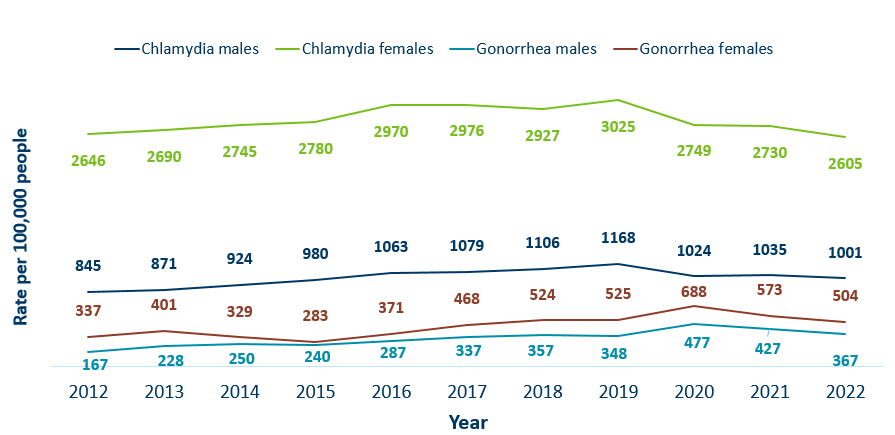 Chlamydia males Chlamydia females Gonorrhea males Gonorrhea females
Rate per 100,000 people
2646 2690 2745 2780 2970 2976 2927 3025 2749 2730 2605
845 871 924 980 1063 1079 1106 1168 1024 1035 1001
337 401 329 283 371 468 524 525 688 573 504
167 228 250 240 287 337 357 348 477 427 367
2012 2013 2014 2015 2016 2017 2018 2019 2020 2021 2022
Year